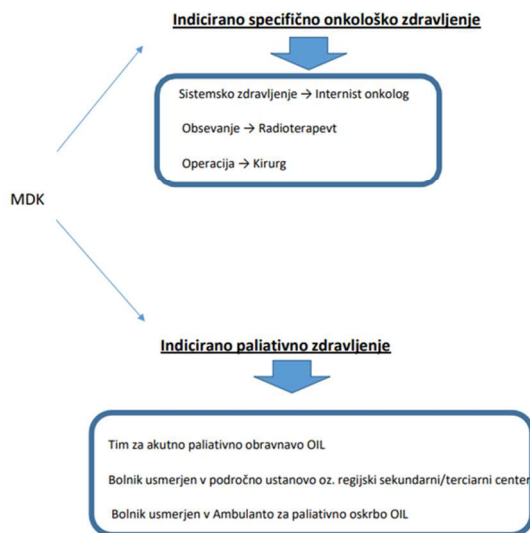 Indicirano specifično onkološko zdravljenje
Sistemsko zdravljenje → Internist onkolog
Obsevanje → Radioterapevt
Operacija → Kirurg
MDK
Indicirano paliativno zdravljenje
Tim za akutno paliativno obravnavo OIL
Bolnik usmerjen v področno ustanovo oz. regijski sekundarni/terciarni center
Bolnik usmerjen v Ambulanto za paliativno oskrbo OIL